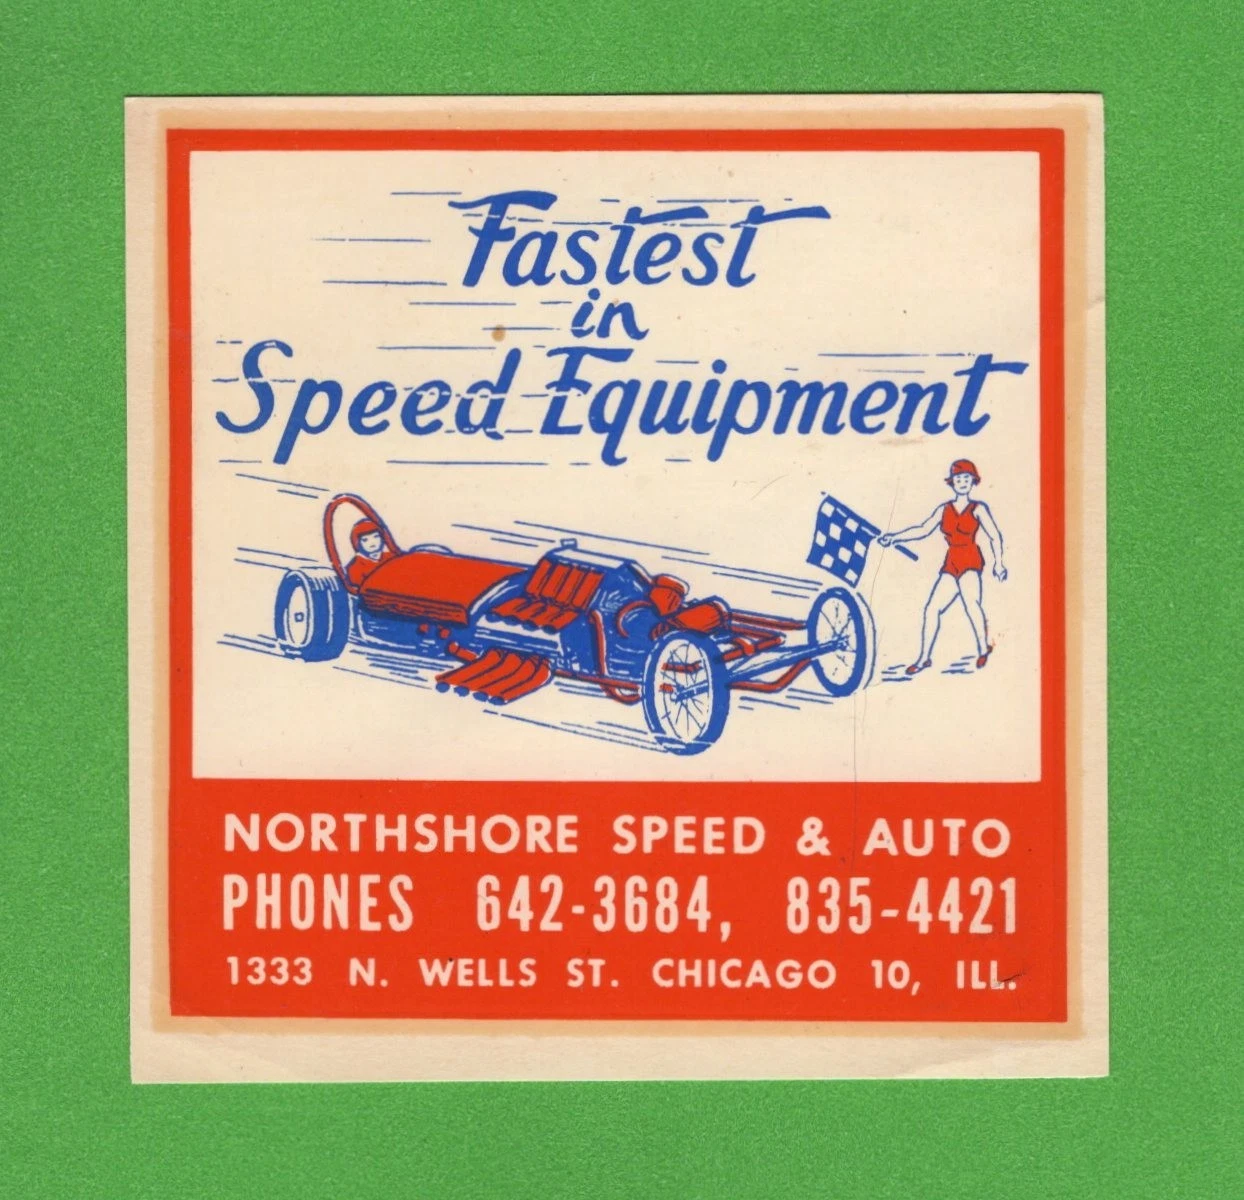 Fastest
in
Speed Equipment
NORTHSHORE SPEED & AUTO
PHONES 642-3684, 835-4421
1333 N. WELLS ST. CHICAGO 10, ILL.